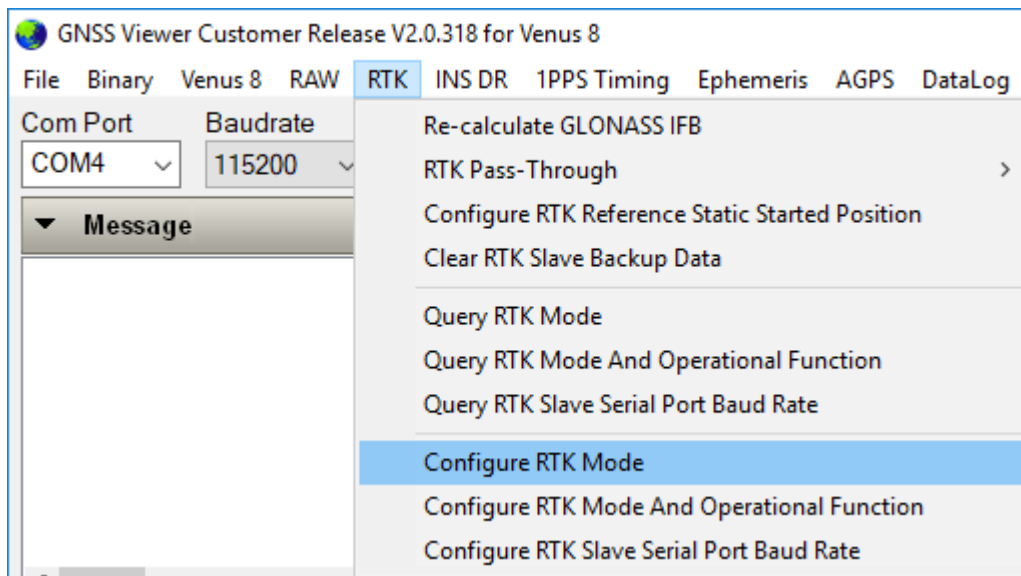 GNSS Viewer Customer Release V2.0.318 for Venus 8
File Binary Venus 8 RAW RTK INS DR 1PPS Timing Ephemeris AGPS DataLog
Com Port Baudrate
COM4 115200
Message
Re-calculate GLONASS IFB
RTK Pass-Through
Configure RTK Reference Static Started Position
Clear RTK Slave Backup Data
Query RTK Mode
Query RTK Mode And Operational Function
Query RTK Slave Serial Port Baud Rate
Configure RTK Mode
Configure RTK Mode And Operational Function
Configure RTK Slave Serial Port Baud Rate